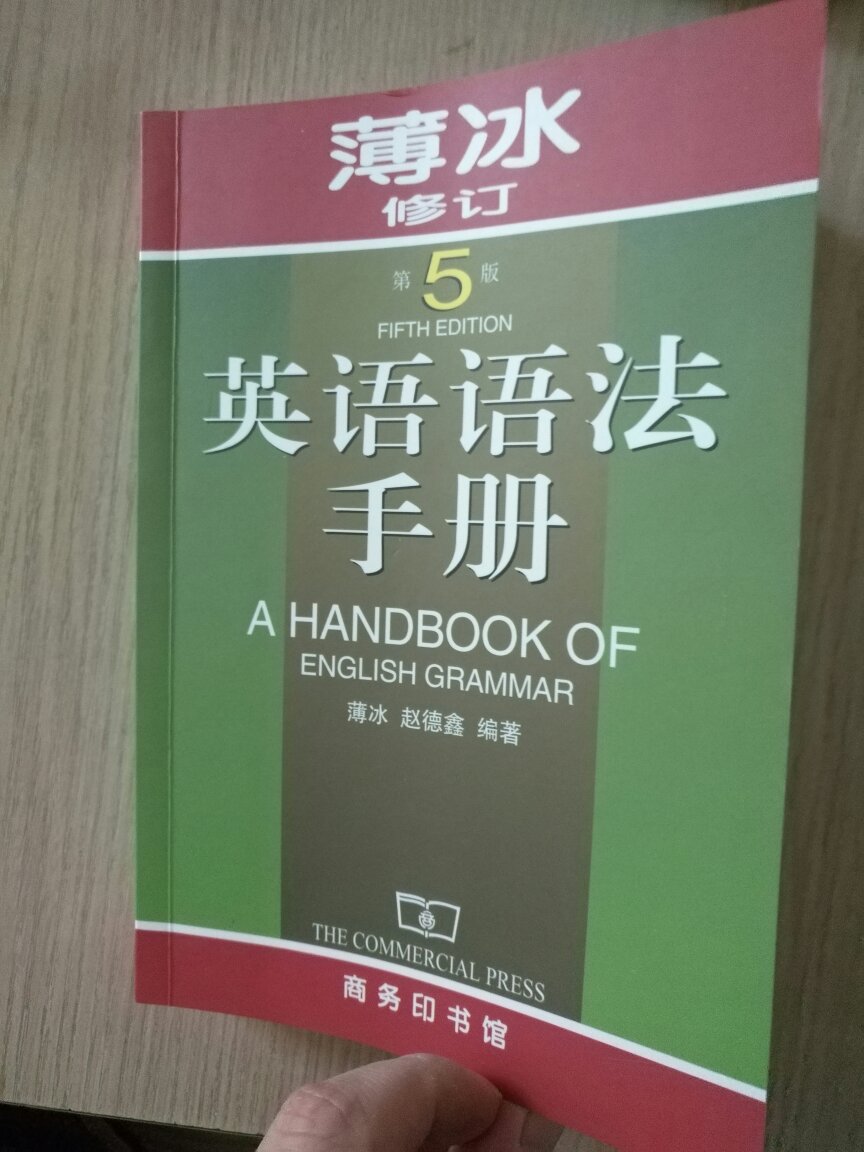 薄冰
修订
第5版
FIFTH EDITION
英语语法
手册
A HANDBOOK OF
ENGLISH GRAMMAR
薄冰 赵德鑫 编著
商
THE COMMERCIAL PRESS
商务印书馆